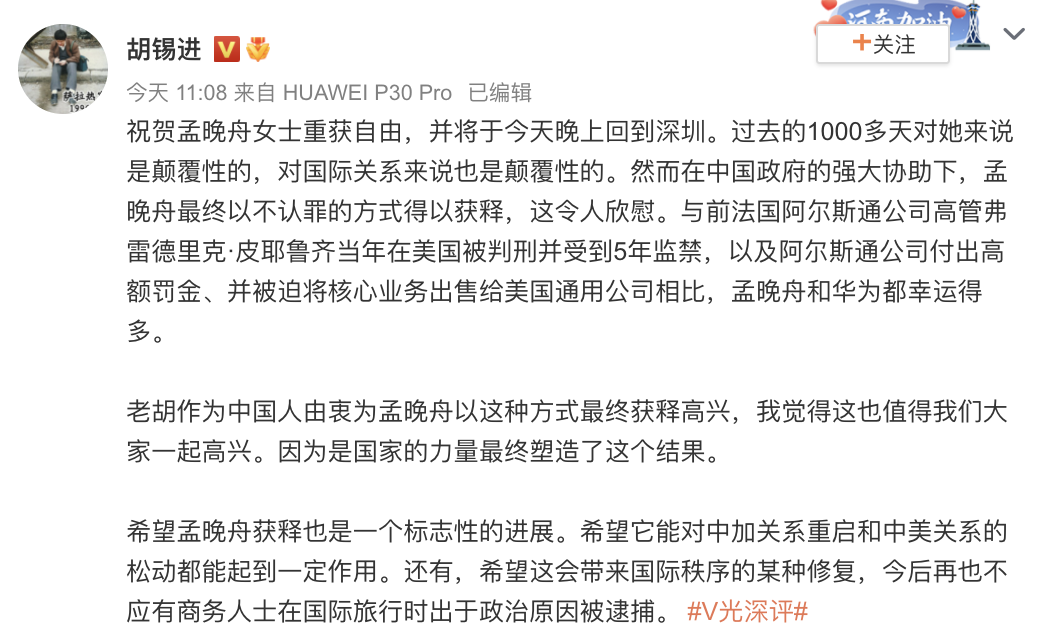 河南加油
胡锡进
V
+关注
今天 11:08 来自 HUAWEI P30 Pro 已编辑
祝贺孟晚舟女士重获自由，并将于今天晚上回到深圳。过去的1000多天对她来说
是颠覆性的，对国际关系来说也是颠覆性的。然而在中国政府的强大协助下，孟
晚舟最终以不认罪的方式得以获释，这令人欣慰。与前法国阿尔斯通公司高管弗
雷德里克·皮耶鲁齐当年在美国被判刑并受到5年监禁，以及阿尔斯通公司付出高
额罚金、并被迫将核心业务出售给美国通用公司相比，孟晚舟和华为都幸运得
多。
老胡作为中国人由衷为孟晚舟以这种方式最终获释高兴，我觉得这也值得我们大
家一起高兴。因为是国家的力量最终塑造了这个结果。
希望孟晚舟获释也是一个标志性的进展。希望它能对中加关系重启和中美关系的
松动都能起到一定作用。还有，希望这会带来国际秩序的某种修复，今后再也不
应有商务人士在国际旅行时出于政治原因被逮捕。 #V光深评#